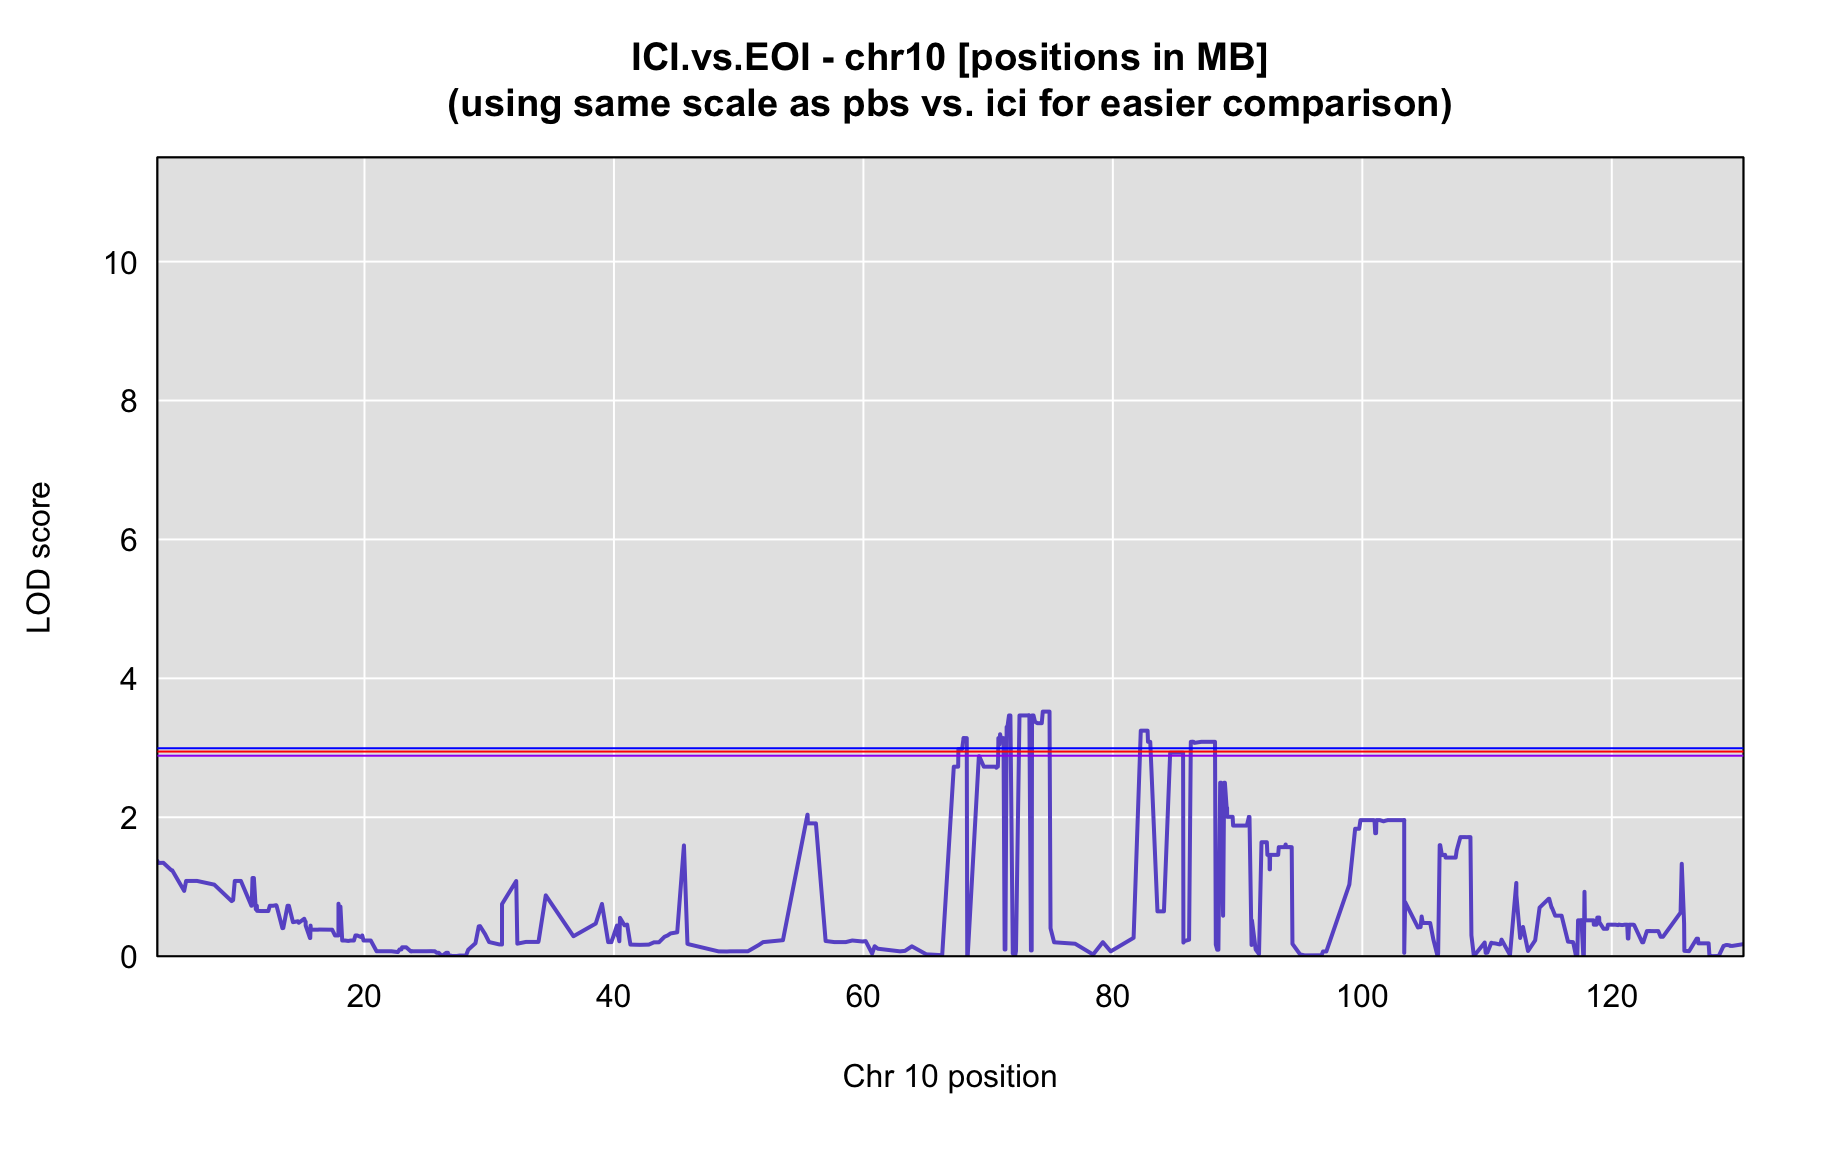 ICI.vs.EOI - chr10 [positions in MB]
(using same scale as pbs vs. ici for easier comparison)
LOD score
10
8
6
4
2
0
20 40 60 80 100 120
Chr 10 position